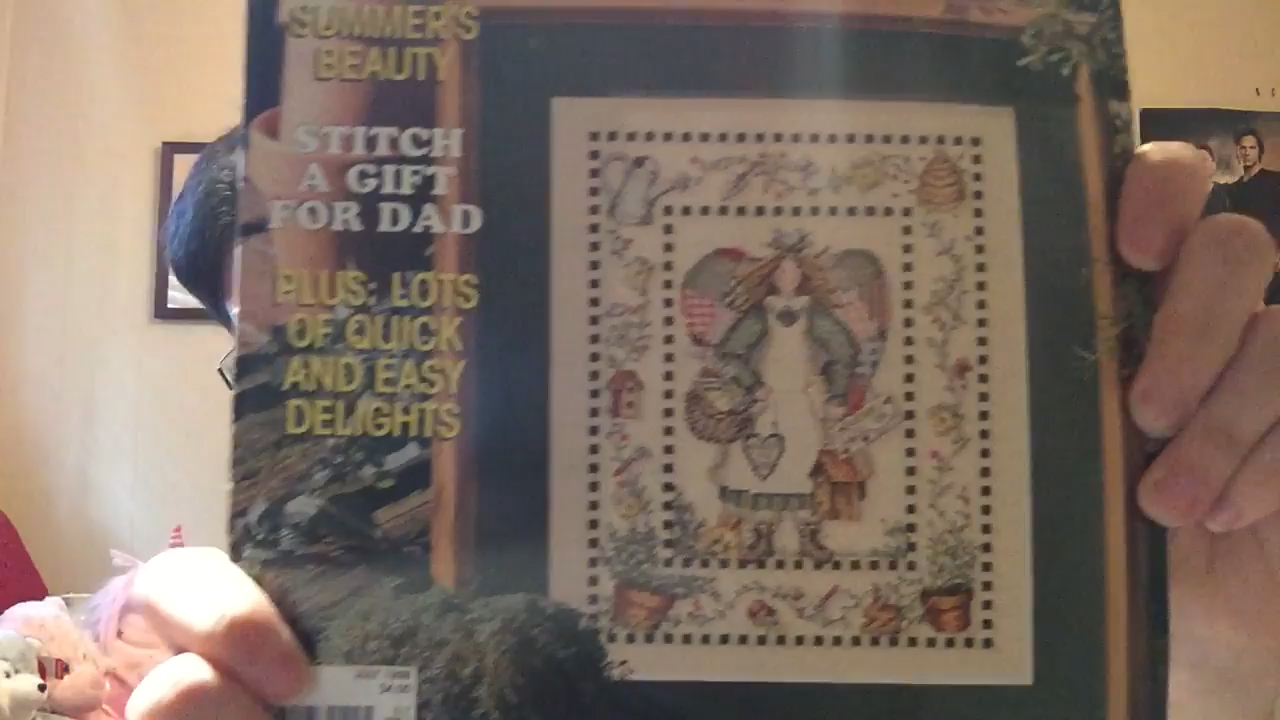 SUMMER'S
BEAUTY
STITCH
A GIFT
FOR DAD
PLUS: LOTS
OF QUICK
AND EASY
DELIGHTS